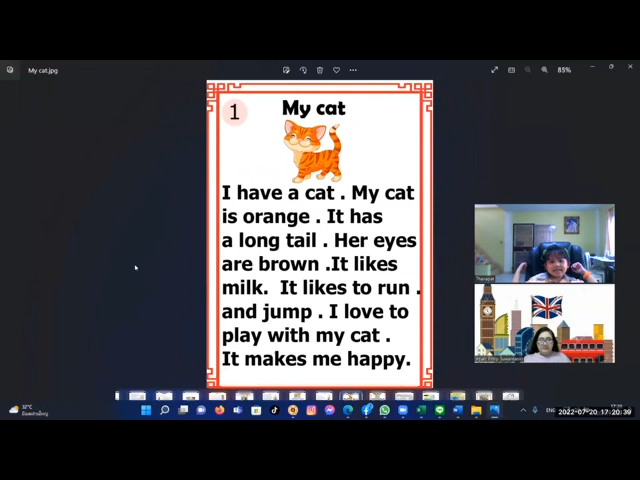 My cat.jpg
85%
1
My cat
I have a cat . My cat
is orange . It has
a long tail . Her eyes
are brown .It likes
milk.  It likes to run .
and jump . I love to
play with my cat .
It makes me happy.
Thanapat
32°C
ENG
2022-07-20 17:20:39